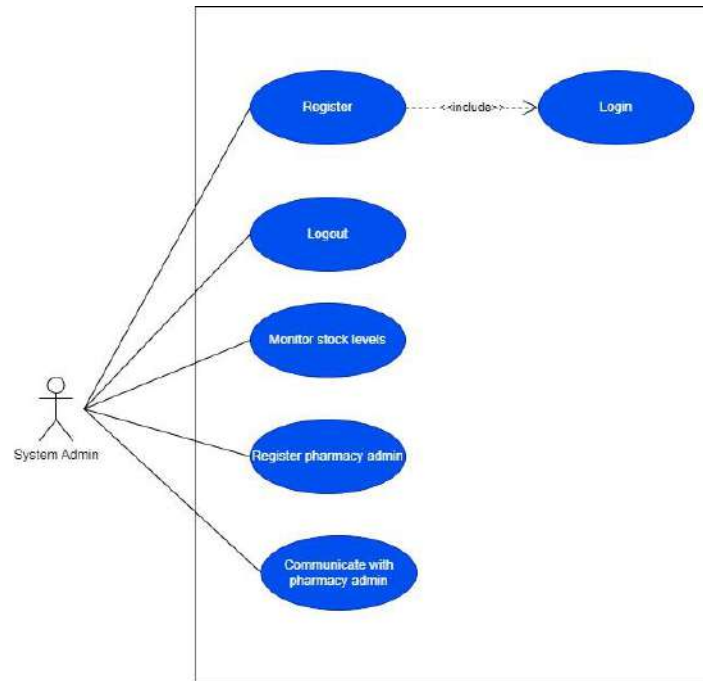 Register
<<include>>
Login
Logout
Monitor stock levels
System Admin
Register pharmacy admin
Communicate with
pharmacy admin